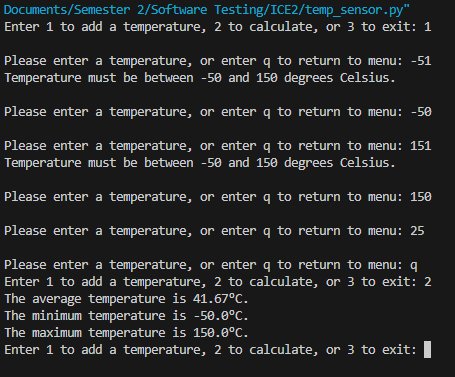 Documents/Semester 2/Software Testing/ICE2/temp_sensor.py"
Enter 1 to add a temperature, 2 to calculate, or 3 to exit: 1
Please enter a temperature, or enter q to return to menu: -51
Temperature must be between -50 and 150 degrees Celsius.
Please enter a temperature, or enter q to return to menu: -50
Please enter a temperature, or enter q to return to menu: 151
Temperature must be between -50 and 150 degrees Celsius.
Please enter a temperature, or enter q to return to menu: 150
Please enter a temperature, or enter q to return to menu: 25
Please enter a temperature, or enter q to return to menu: q
Enter 1 to add a temperature, 2 to calculate, or 3 to exit: 2
The average temperature is 41.67ºC.
The minimum temperature is -50.0ºC.
The maximum temperature is 150.0ºC.
Enter 1 to add a temperature, 2 to calculate, or 3 to exit: